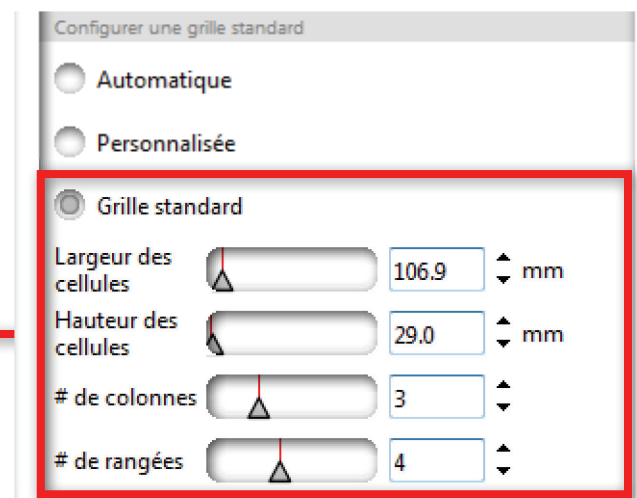 Configurer une grille standard
Automatique
Personnalisée
Grille standard
Largeur des
cellules
106.9
mm
Hauteur des
cellules
29.0
mm
# de colonnes
3
# de rangées
4